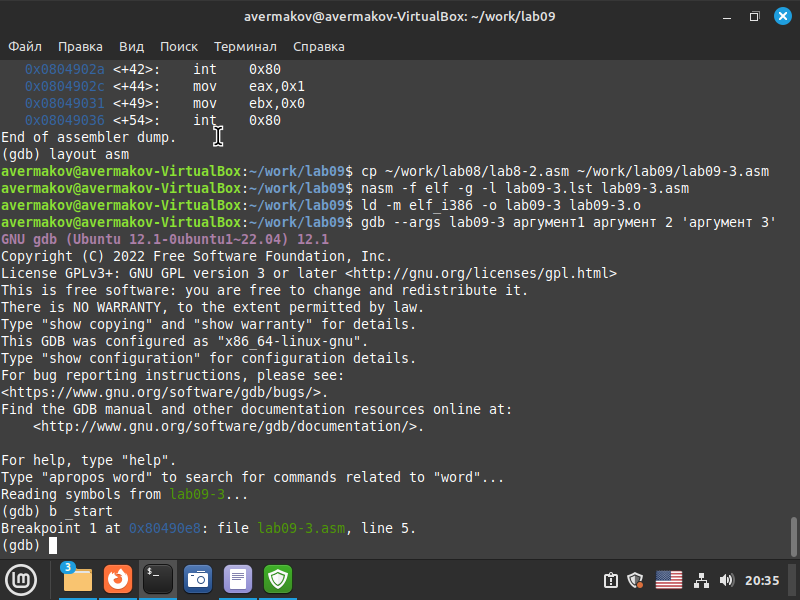 avermakov@avermakov-VirtualBox: ~/work/lab09
Файл Правка Вид Поиск Терминал Справка
0x0804902a <+42>: int 0x80
0x0804902c <+44>: mov eax,0x1
0x08049031 <+49>: mov ebx,0x0
0x08049036 <+54>: int 0x80
End of assembler dump.
(gdb) layout asm
avermakov@avermakov-VirtualBox:~/work/lab09$ cp ~/work/lab08/lab8-2.asm ~/work/lab09/lab09-3.asm
avermakov@avermakov-VirtualBox:~/work/lab09$ nasm -f elf -g -l lab09-3.lst lab09-3.asm
avermakov@avermakov-VirtualBox:~/work/lab09$ ld -m elf_i386 -o lab09-3 lab09-3.o
avermakov@avermakov-VirtualBox:~/work/lab09$ gdb --args lab09-3 аргумент1 аргумент 2 'аргумент 3'
GNU gdb (Ubuntu 12.1-0ubuntu1~22.04) 12.1
Copyright (C) 2022 Free Software Foundation, Inc.
License GPLv3+: GNU GPL version 3 or later <http://gnu.org/licenses/gpl.html>
This is free software: you are free to change and redistribute it.
There is NO WARRANTY, to the extent permitted by law.
Type "show copying" and "show warranty" for details.
This GDB was configured as "x86_64-linux-gnu".
Type "show configuration" for configuration details.
For bug reporting instructions, please see:
<https://www.gnu.org/software/gdb/bugs/>.
Find the GDB manual and other documentation resources online at:
<http://www.gnu.org/software/gdb/documentation/>.
For help, type "help".
Type "apropos word" to search for commands related to "word"...
Reading symbols from lab09-3...
(gdb) b _start
Breakpoint 1 at 0x80490e8: file lab09-3.asm, line 5.
(gdb)
3
$_
20:35